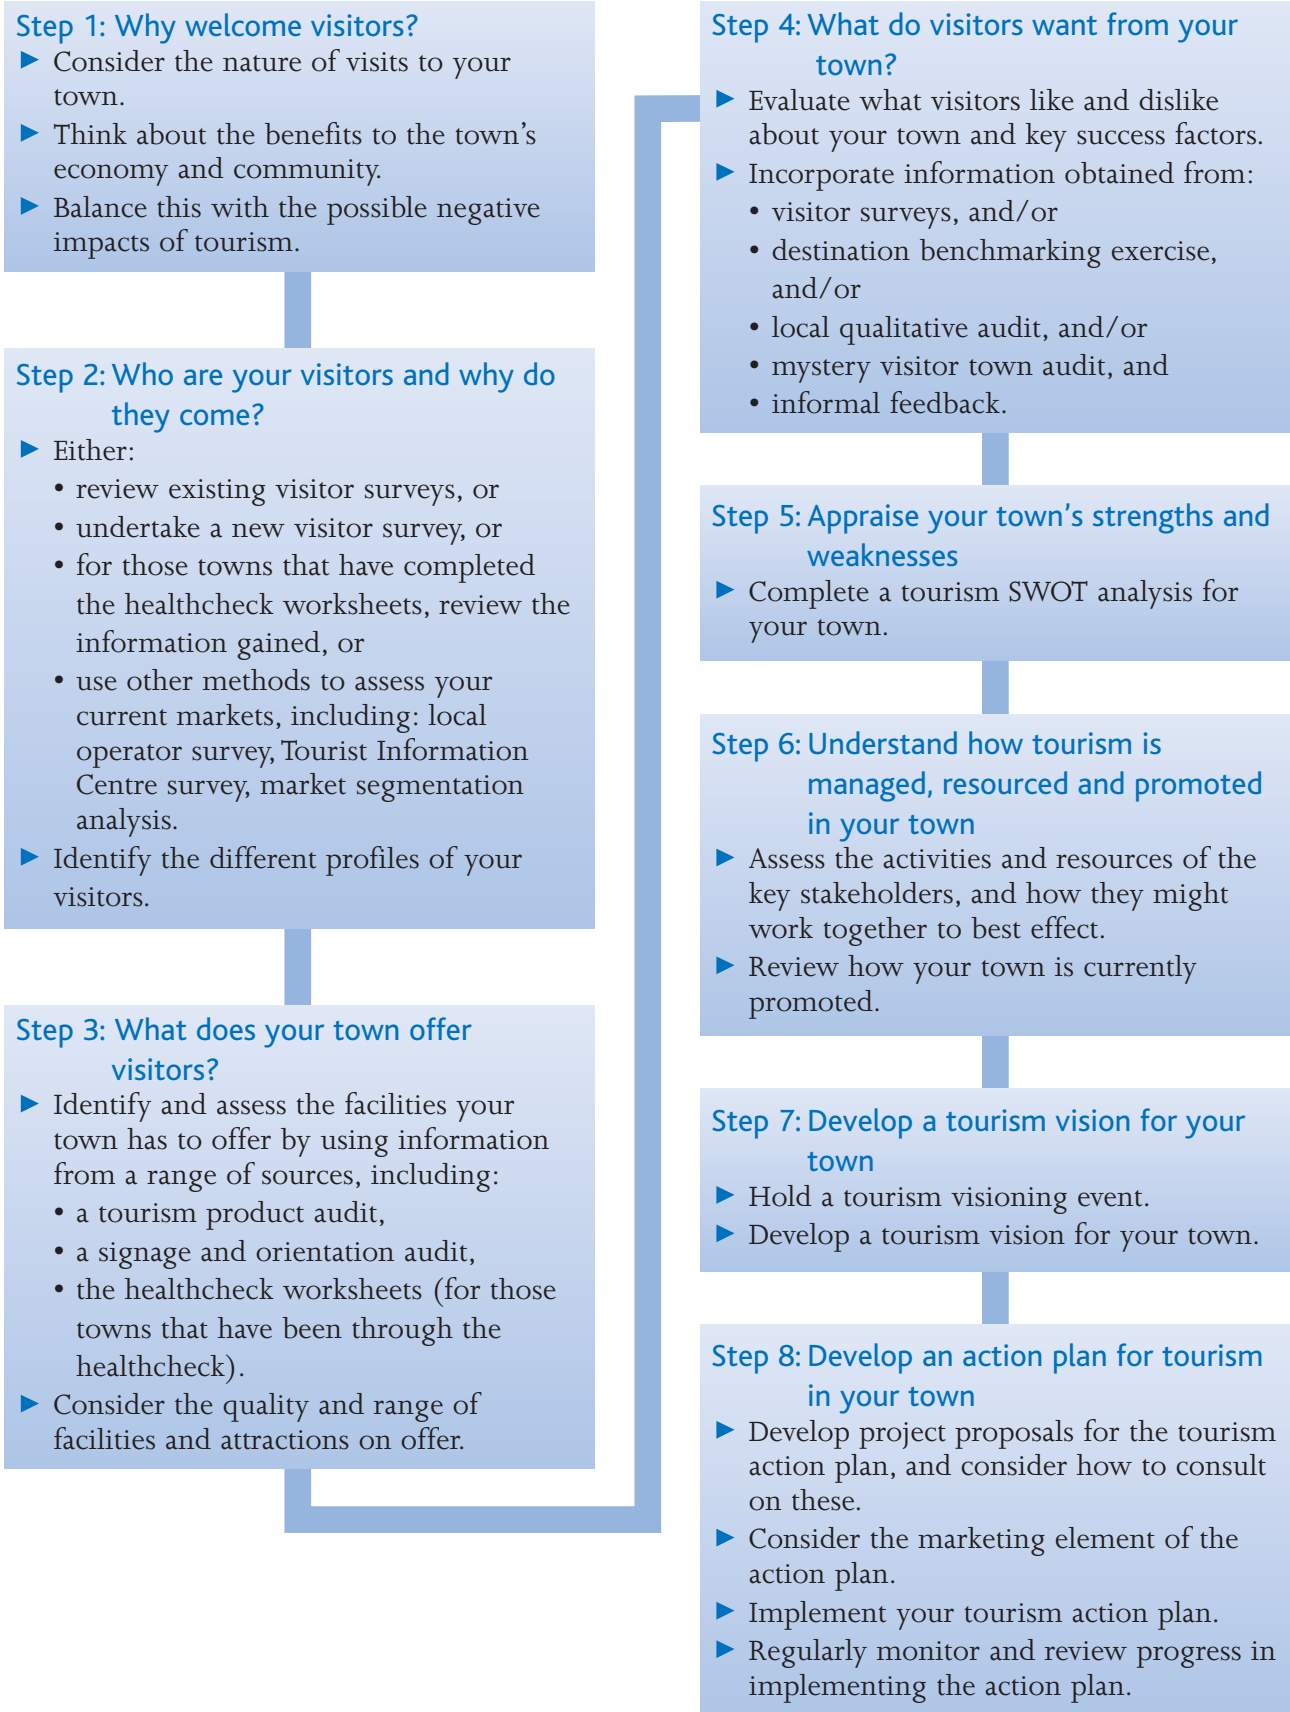 Step 1: Why welcome visitors?
► Consider the nature of visits to your
town.
► Think about the benefits to the town's
economy and community.
► Balance this with the possible negative
impacts of tourism.
Step 2: Who are your visitors and why do
they come?
► Either:
• review existing visitor surveys, or
• undertake a new visitor survey, or
• for those towns that have completed
the healthcheck worksheets, review the
information gained, or
• use other methods to assess your
current markets, including: local
operator survey, Tourist Information
Centre survey, market segmentation
analysis.
► Identify the different profiles of your
visitors.
Step 3: What does your town offer
visitors?
► Identify and assess the facilities your
town has to offer by using information
from a range of sources, including:
• a tourism product audit,
• a signage and orientation audit,
• the healthcheck worksheets (for those
towns that have been through the
healthcheck).
► Consider the quality and range of
facilities and attractions on offer.
Step 4: What do visitors want from your
town?
► Evaluate what visitors like and dislike
about your town and key success factors.
► Incorporate information obtained from:
• visitor surveys, and/or
• destination benchmarking exercise,
and/or
• local qualitative audit, and/or
• mystery visitor town audit, and
• informal feedback.
Step 5: Appraise your town's strengths and
weaknesses
► Complete a tourism SWOT analysis for
your town.
Step 6: Understand how tourism is
managed, resourced and promoted
in your town
► Assess the activities and resources of the
key stakeholders, and how they might
work together to best effect.
► Review how your town is currently
promoted.
Step 7: Develop a tourism vision for your
town
► Hold a tourism visioning event.
► Develop a tourism vision for your town.
Step 8: Develop an action plan for tourism
in your town
► Develop project proposals for the tourism
action plan, and consider how to consult
on these.
► Consider the marketing element of the
action plan.
► Implement your tourism action plan.
► Regularly monitor and review progress in
implementing the action plan.